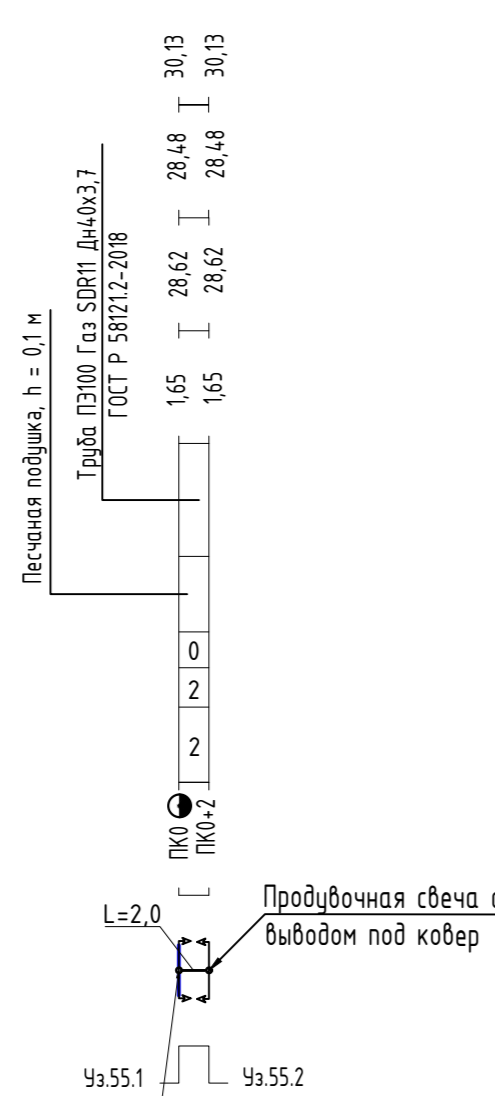 30,13
30,13
28,48
28,48
28,62
28,62
1,65
1,65
Труба ПЭ100 Газ SDR11 Дн40х3,7
ГОСТ Р 58121.2-2018
Песчаная подушка, h = 0,1 м
0
2
2
ПК0
ПК0+2
L=2,0
Продувочная свеча с
выводом под ковер
Уз.55.1
Уз.55.2